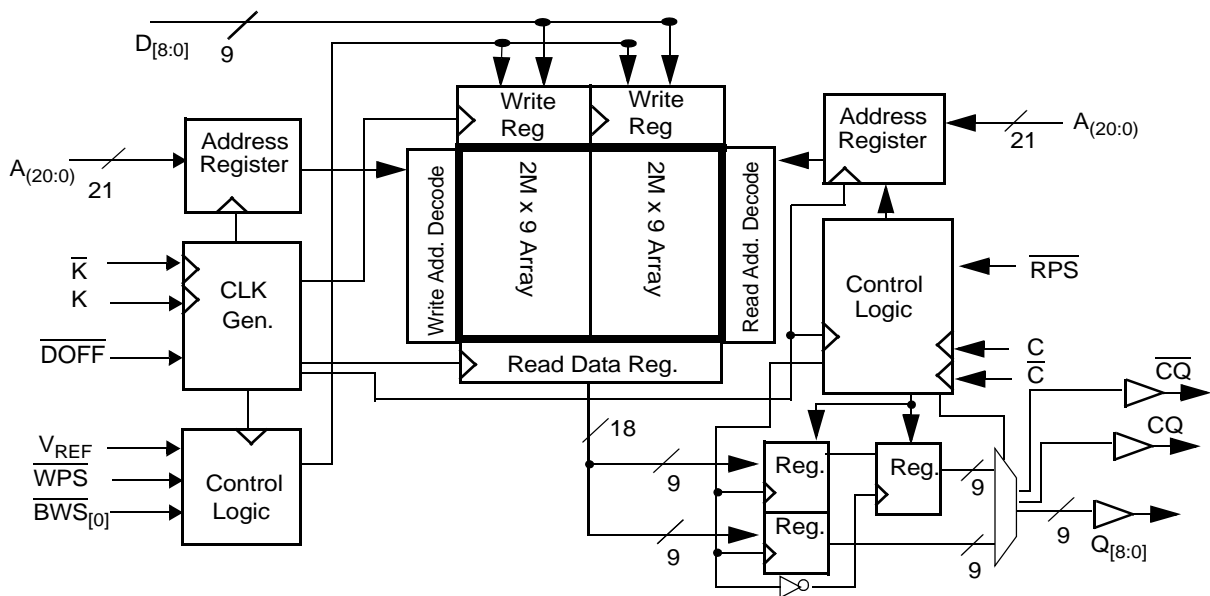 D[8:0]
9
Write
Reg
Write
Reg
Address
Register
A(20:0)
21
Address
Register
A(20:0)
21
Write Add. Decode
2M x 9 Array
2M x 9 Array
Read Add. Decode
K̅
K
DOFF
CLK
Gen.
Control
Logic
RPS
C
C̅
Read Data Reg.
CQ
CQ
18
VREF
WPS
BWS[0]
Control
Logic
9
Reg.
Reg.
9
9
Reg.
9
9
Q[8:0]